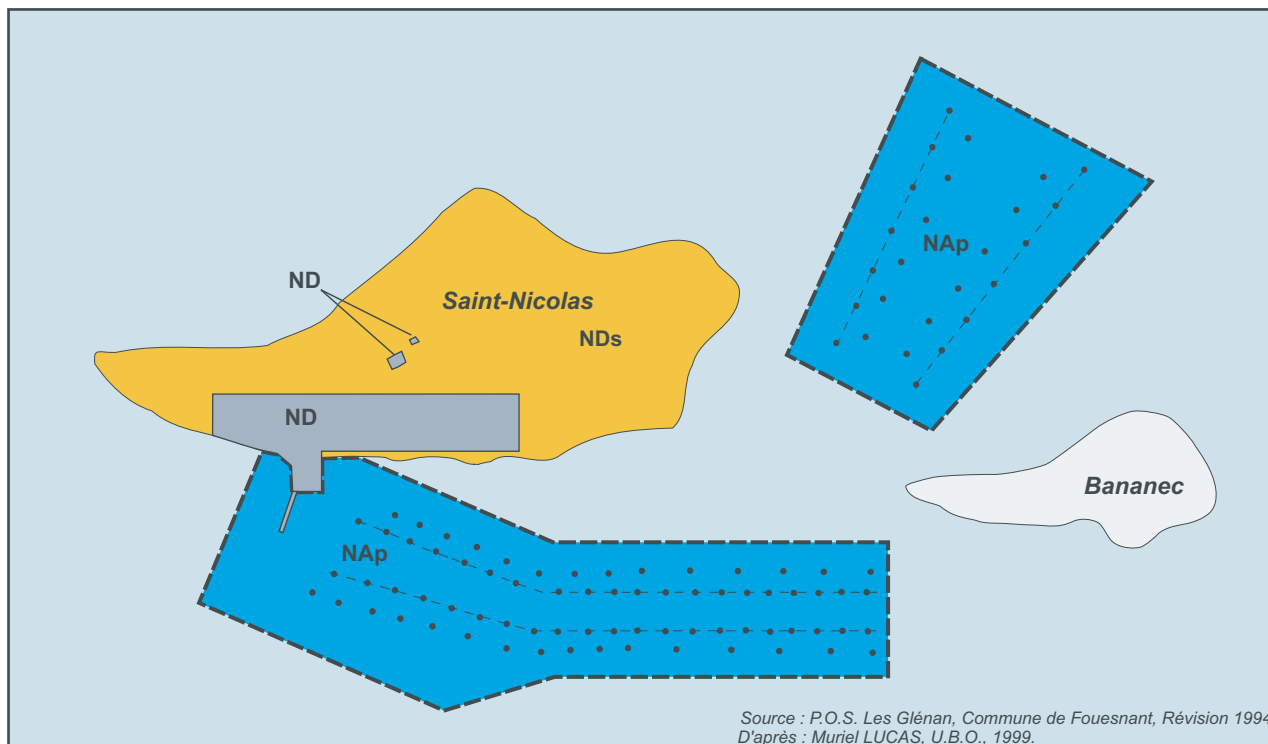 NAp
ND
Saint-Nicolas
NDs
ND
Bananec
NAp
Source : P.O.S. Les Glénan, Commune de Fouesnant, Révision 1994
D'après : Muriel LUCAS, U.B.O., 1999.